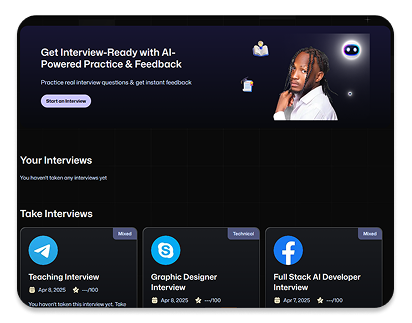 Get Interview-Ready with AI-
Powered Practice & Feedback
Practice real interview questions & get instant feedback
Start an Interview
Your Interviews
You haven't taken any interviews yet
Take Interviews
Mixed
Teaching Interview
Apr 8, 2025 ---/100
You haven't taken this interview yet. Take
Technical
Graphic Designer
Interview
Apr 8, 2025 ---/100
Mixed
Full Stack AI Developer
Interview
Apr 7, 2025 ---/100